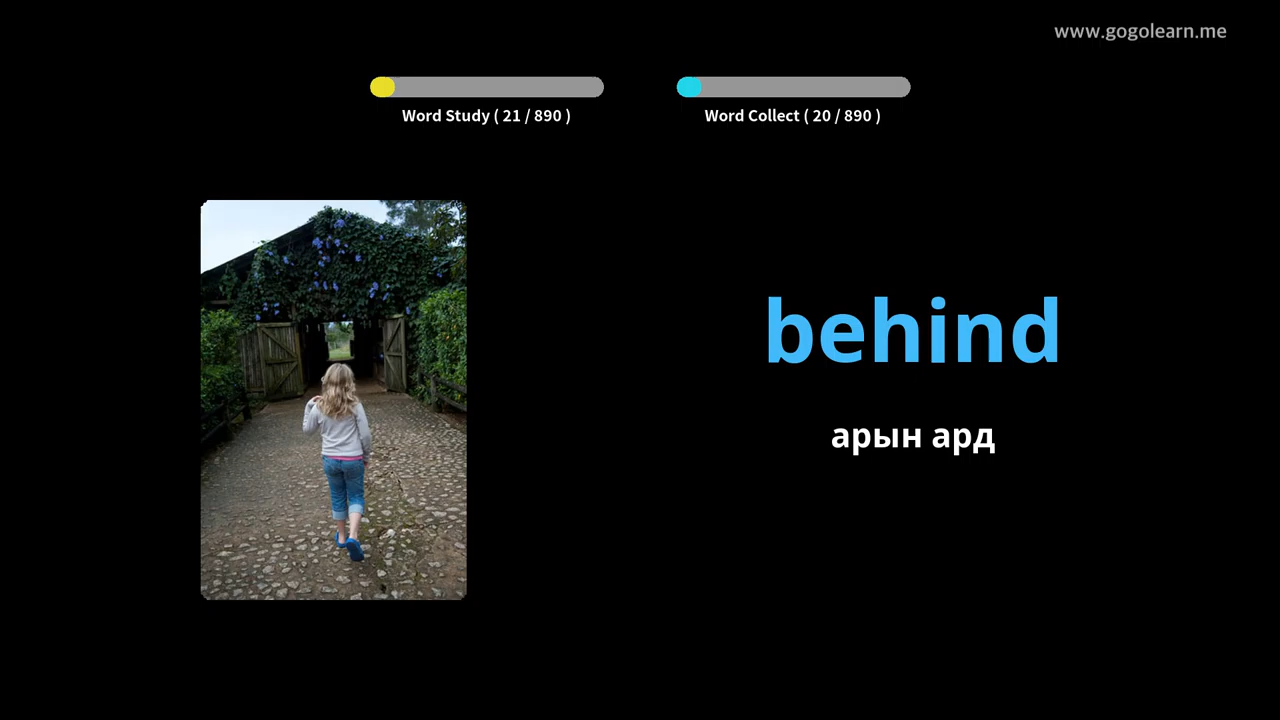 www.gogolearn.me
Word Study ( 21 / 890 )
Word Collect ( 20 / 890 )
behind
арын ард